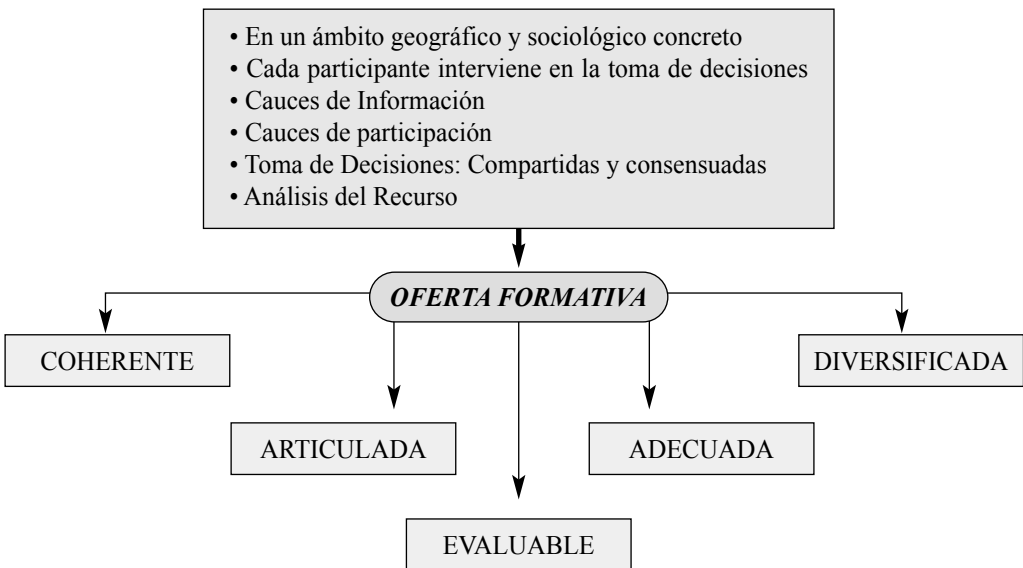 • En un ámbito geográfico y sociológico concreto
• Cada participante interviene en la toma de decisiones
• Cauces de Información
• Cauces de participación
• Toma de Decisiones: Compartidas y consensuadas
• Análisis del Recurso
OFERTA FORMATIVA
COHERENTE
DIVERSIFICADA
ARTICULADA
ADECUADA
EVALUABLE